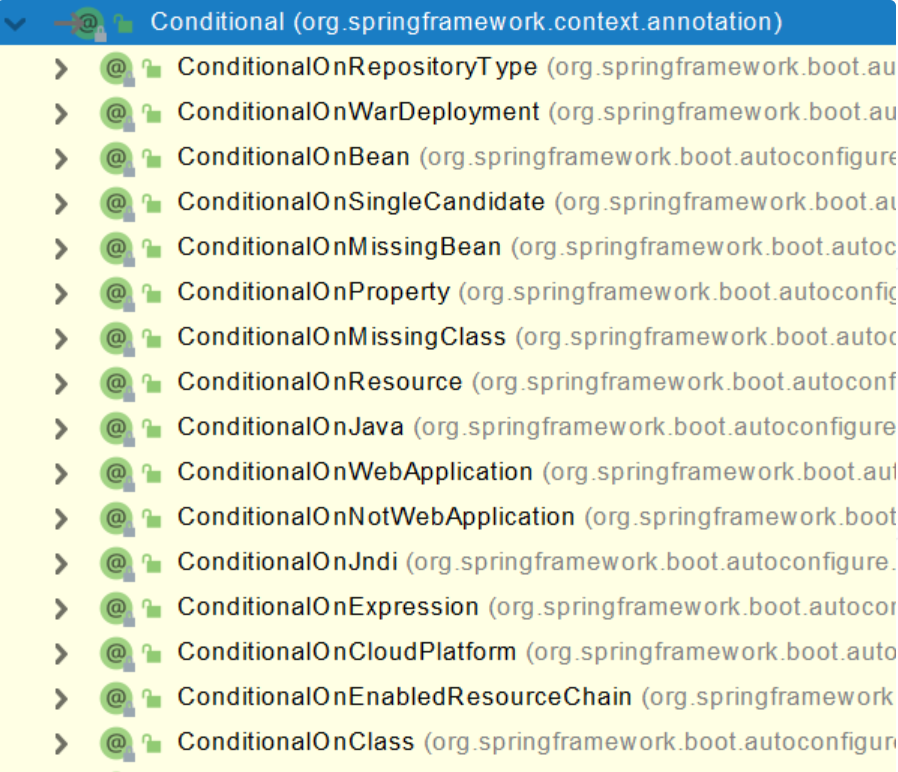 Conditional (org.springframework.context.annotation)
ConditionalOnRepositoryType (org.springframework.boot.au
ConditionalOnWarDeployment (org.springframework.boot.au
ConditionalOnBean (org.springframework.boot.autoconfigure
ConditionalOnSingleCandidate (org.springframework.boot.au
ConditionalOnMissingBean (org.springframework.boot.autoc
ConditionalOnProperty (org.springframework.boot.autoconfig
ConditionalOnMissingClass (org.springframework.boot.autoc
ConditionalOnResource (org.springframework.boot.autoconf
ConditionalOnJava (org.springframework.boot.autoconfigure
ConditionalOnWebApplication (org.springframework.boot.aut
ConditionalOnNotWebApplication (org.springframework.boot
ConditionalOnJndi (org.springframework.boot.autoconfigure.
ConditionalOnExpression (org.springframework.boot.autocon
ConditionalOnCloudPlatform (org.springframework.boot.auto
ConditionalOnEnabledResourceChain (org.springframework
ConditionalOnClass (org.springframework.boot.autoconfigure